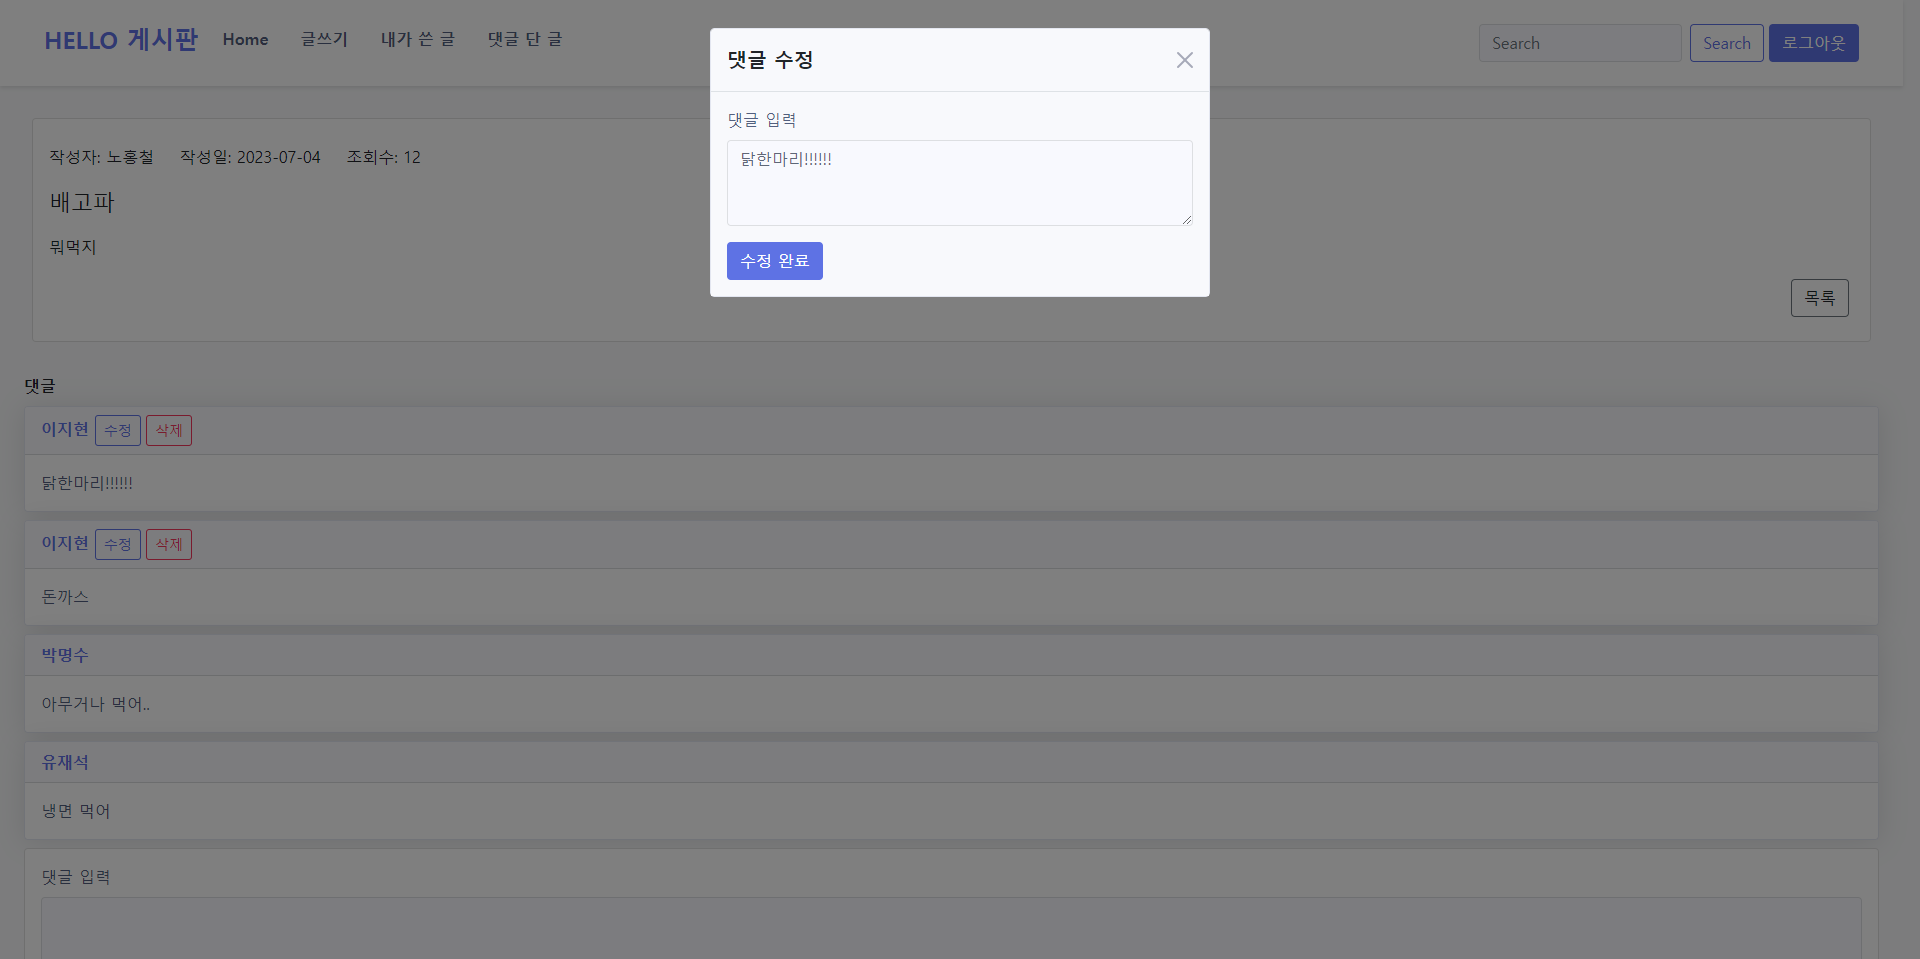 HELLO 게시판 Home 글쓰기 내가 쓴 글 댓글 단 글 Search Search 로그아웃
댓글 수정
댓글 입력
닭한마리!!!!!!
수정 완료
작성자: 노홍철 작성일: 2023-07-04 조회수: 12
배고파
뭐먹지
목록
댓글
이지현 수정 삭제
닭한마리!!!!!!
이지현 수정 삭제
돈까스
박명수
아무거나 먹어..
유재석
냉면 먹어
댓글 입력